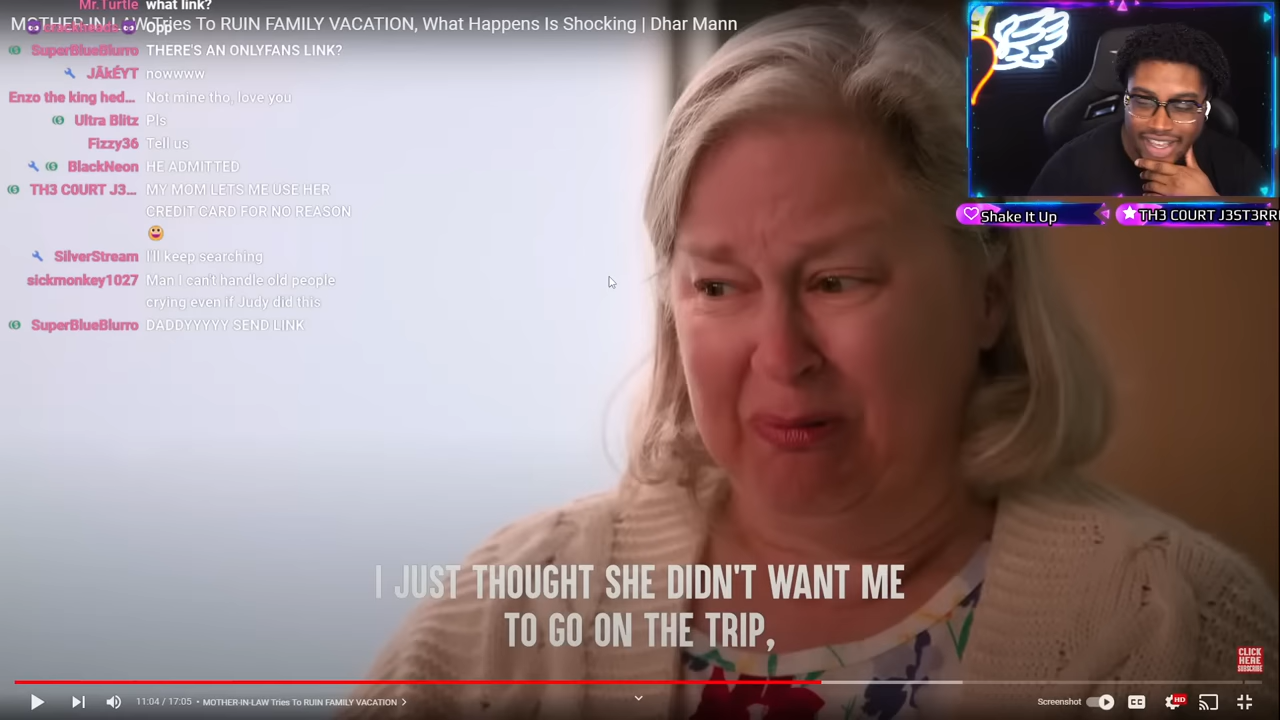 Mr.Turtle what link?
MOTHER-IN-LAW Tries To RUIN FAMILY VACATION, What Happens Is Shocking | Dhar Mann
Opp
SuperBlueBlurro THERE'S AN ONLYFANS LINK?
JÃkÉYT nowwww
Enzo the king hed... Not mine tho, love you
Ultra Blitz Pls
Fizzy36 Tell us
BlackNeon HE ADMITTED
TH3 C0URT J3... MY MOM LETS ME USE HER
CREDIT CARD FOR NO REASON
SilverStream I'll keep searching
sickmonkey1027 Man I can't handle old people
crying even if Judy did this
SuperBlueBlurro DADDYYYYY SEND LINK
Shake It Up
TH3 C0URT J3ST3RR
I JUST THOUGHT SHE DIDN'T WANT ME
TO GO ON THE TRIP,
CLICK
HERE
SUBSCRIBE
11:04 / 17:05 • MOTHER-IN-LAW Tries To RUIN FAMILY VACATION
Screenshot
CC
HD